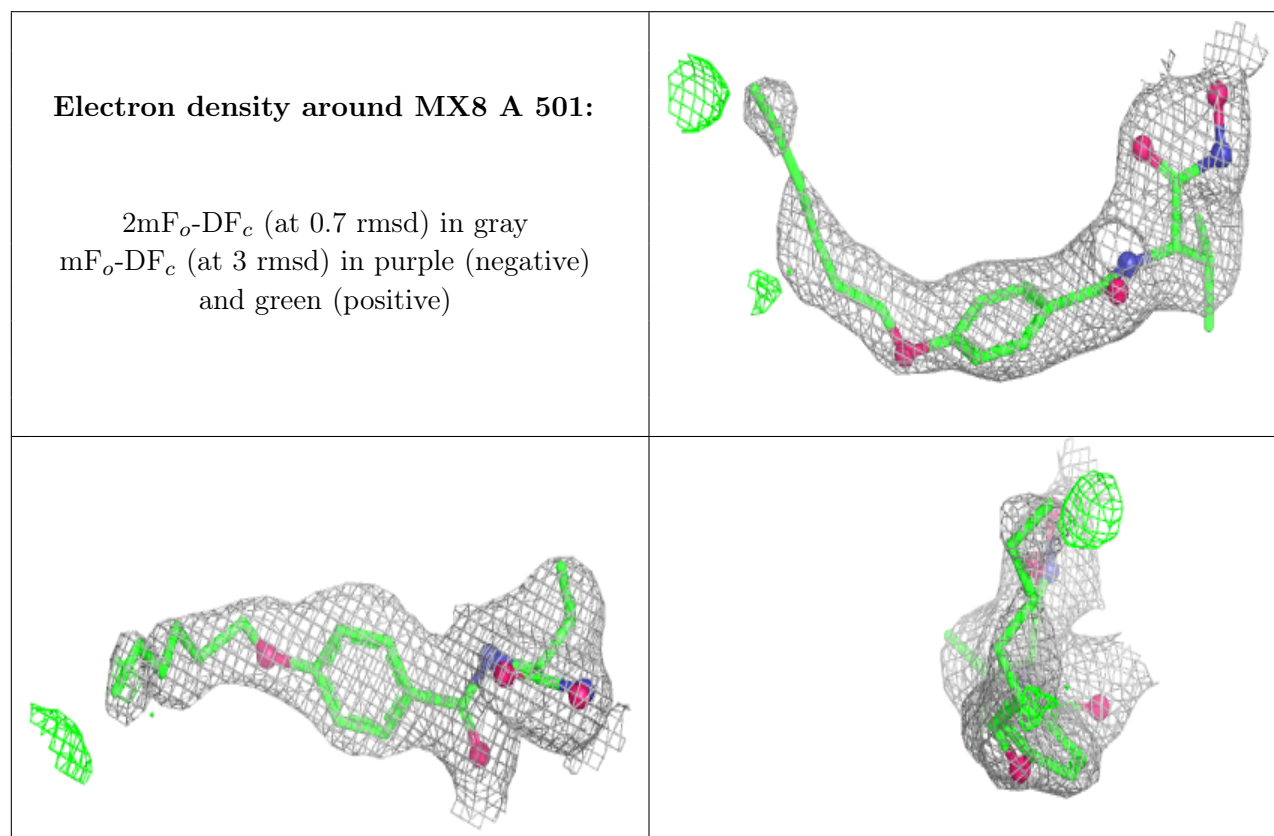 Electron density around MX8 A 501:
2mFo-DFc (at 0.7 rmsd) in gray
mFo-DFc (at 3 rmsd) in purple (negative)
and green (positive)